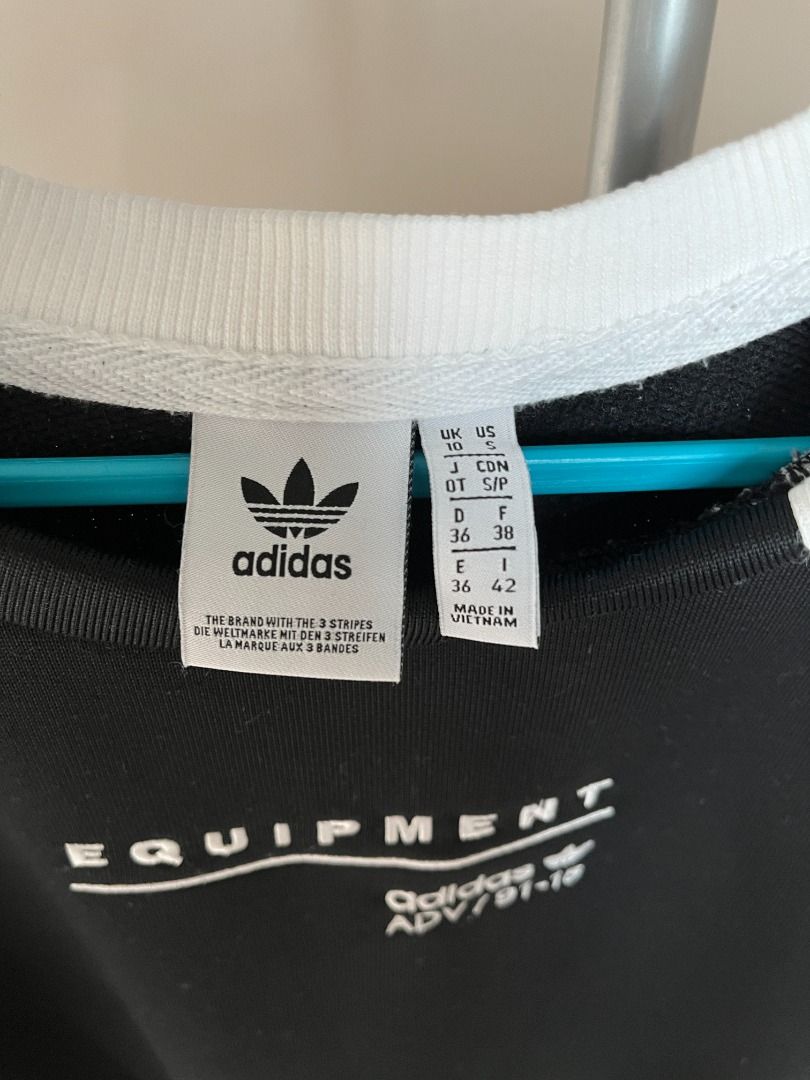 adidas
THE BRAND WITH THE 3 STRIPES
DIE WELTMARKE MIT DEN 3 STREIFEN
LA MARQUE AUX 3 BANDES
UK US
10 S
J CDN
OT S/P
D F
36 38
E I
36 42
MADE IN
VIETNAM
EQUIPMENT
adidas
ADV/91-18